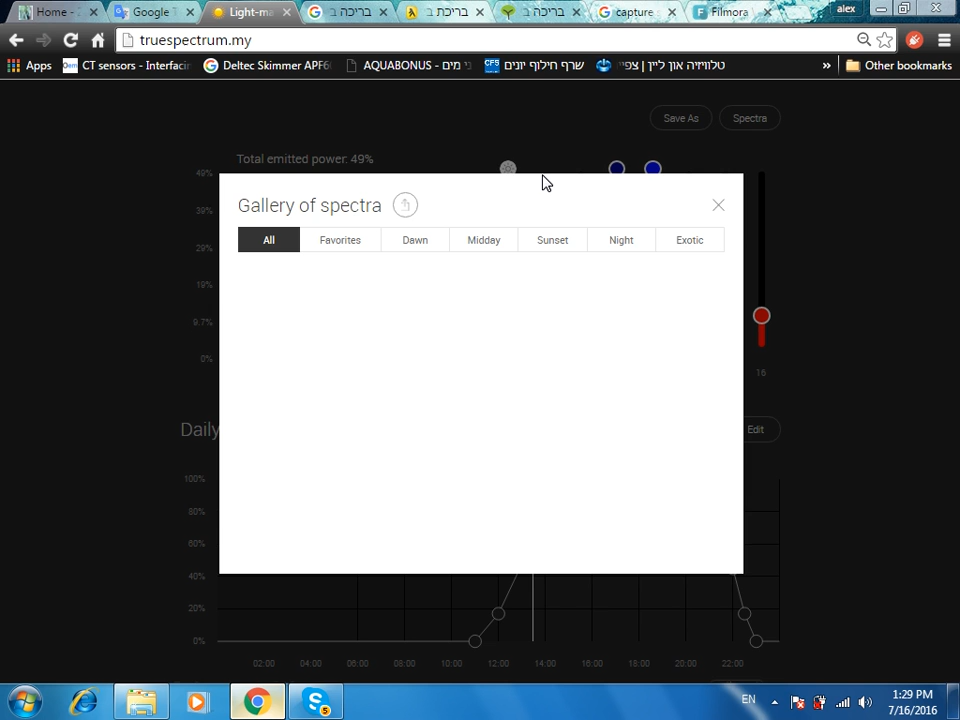 Home -
Google T
Light-ma
בריכה ב
בריכת ב
בריכה ב
capture
Filmora
alex
truespectrum.my
Apps
CT sensors - Interfacin
Deltec Skimmer APF6
AQUABONUS - ני מים
שרף חילוף יונים
טלוויזיה און ליין | צפיי
»
Other bookmarks
Save As
Spectra
Total emitted power: 49%
49%
39%
29%
19%
9.7%
0%
Gallery of spectra
All
Favorites
Dawn
Midday
Sunset
Night
Exotic
16
Daily
Edit
100%
80%
60%
40%
20%
0%
02:00
04:00
06:00
08:00
10:00
12:00
14:00
16:00
18:00
20:00
22:00
EN
1:29 PM
7/16/2016